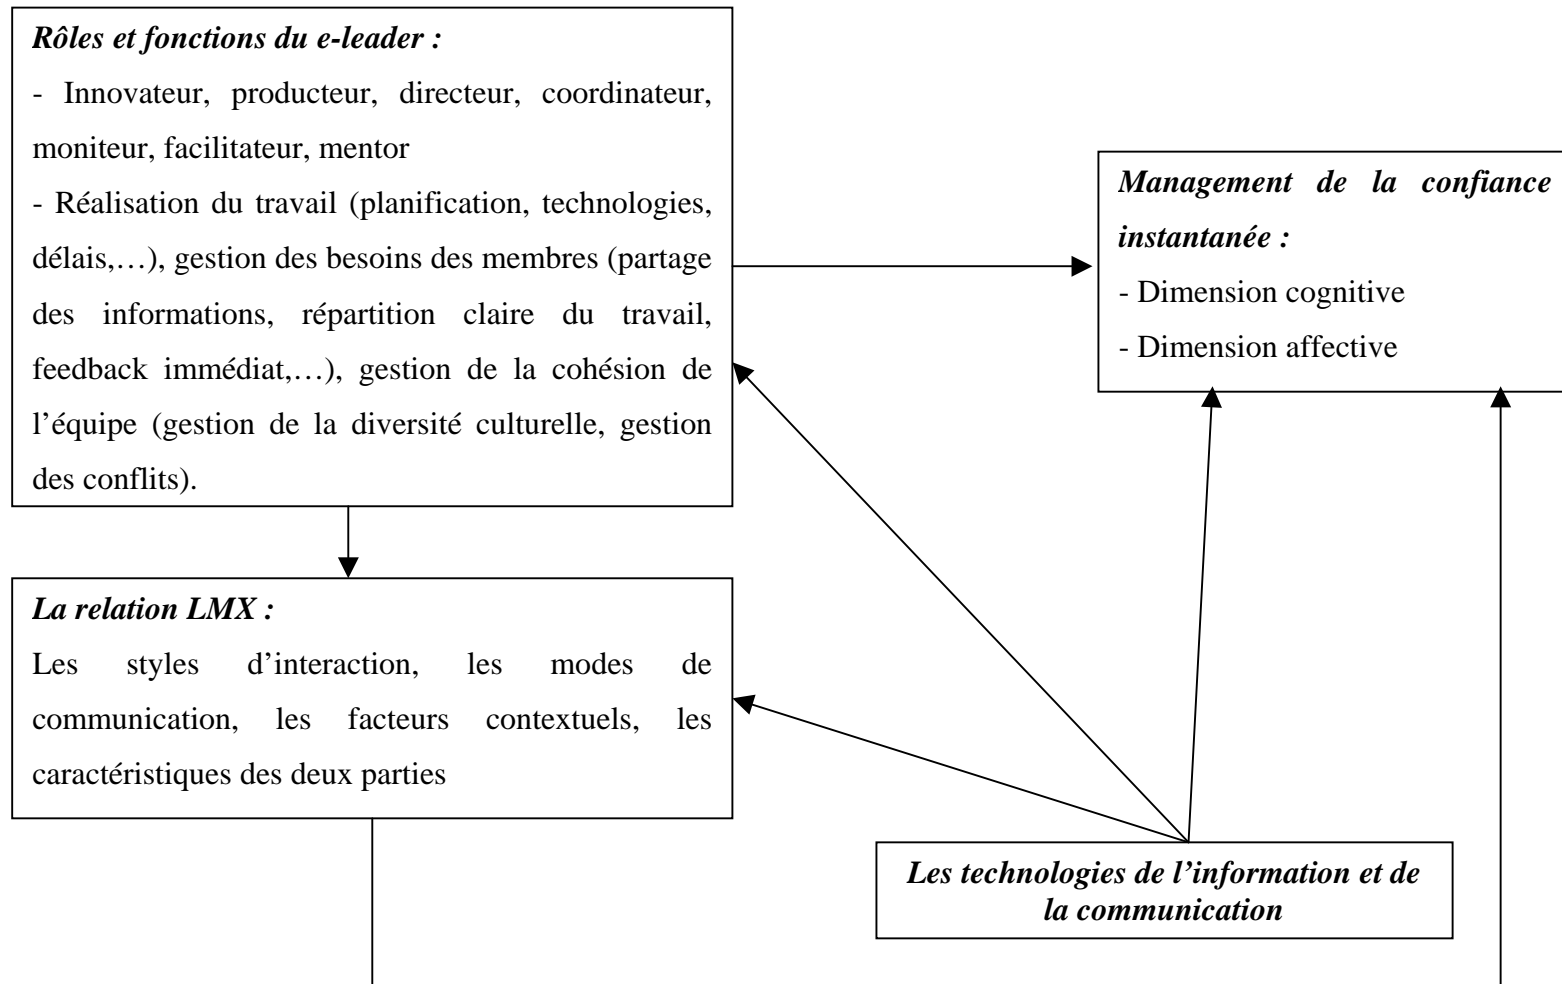 Rôles et fonctions du e-leader :
- Innovateur, producteur, directeur, coordinateur,
moniteur, facilitateur, mentor
- Réalisation du travail (planification, technologies,
délais,…), gestion des besoins des membres (partage
des informations, répartition claire du travail,
feedback immédiat,…), gestion de la cohésion de
l’équipe (gestion de la diversité culturelle, gestion
des conflits).
Management de la confiance
instantanée :
- Dimension cognitive
- Dimension affective
La relation LMX :
Les styles d’interaction, les modes de
communication, les facteurs contextuels, les
caractéristiques des deux parties
Les technologies de l’information et de
la communication